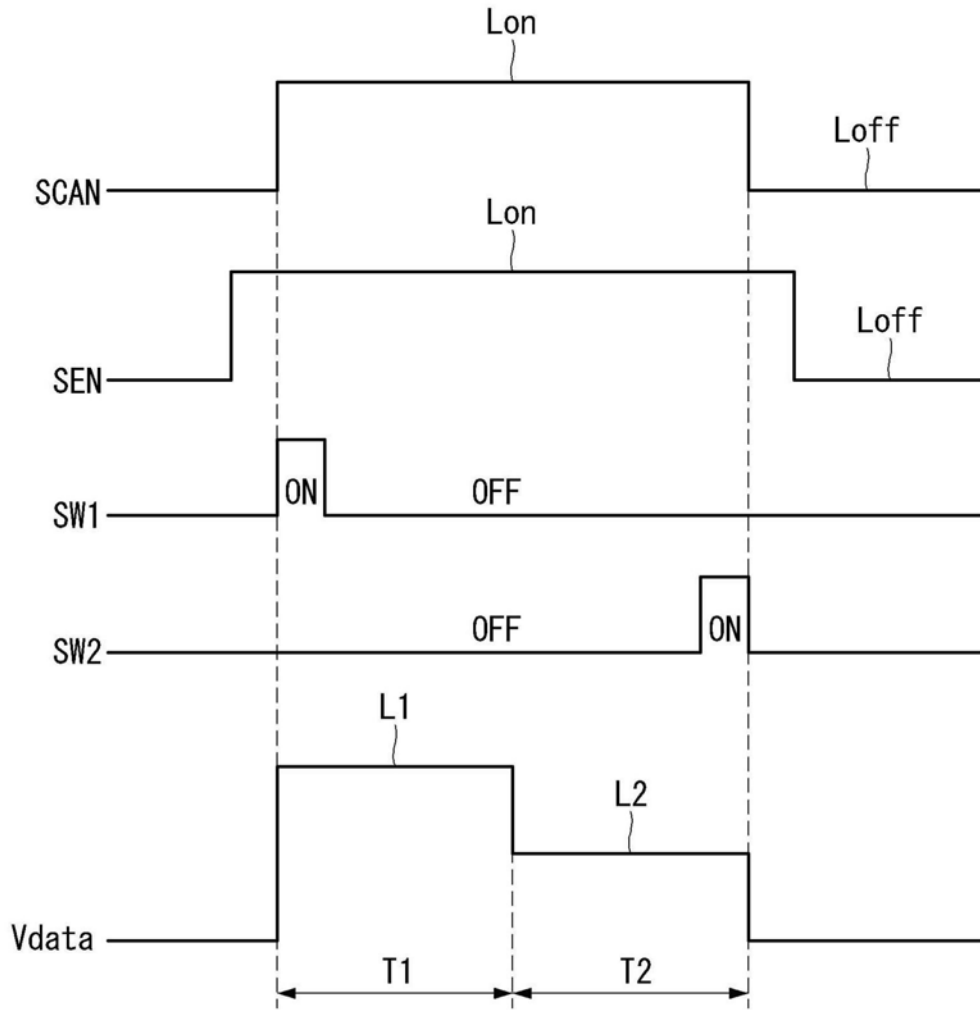 Lon
Loff
SCAN
Lon
Loff
SEN
ON
OFF
SW1
OFF
ON
SW2
L1
L2
Vdata
T1
T2